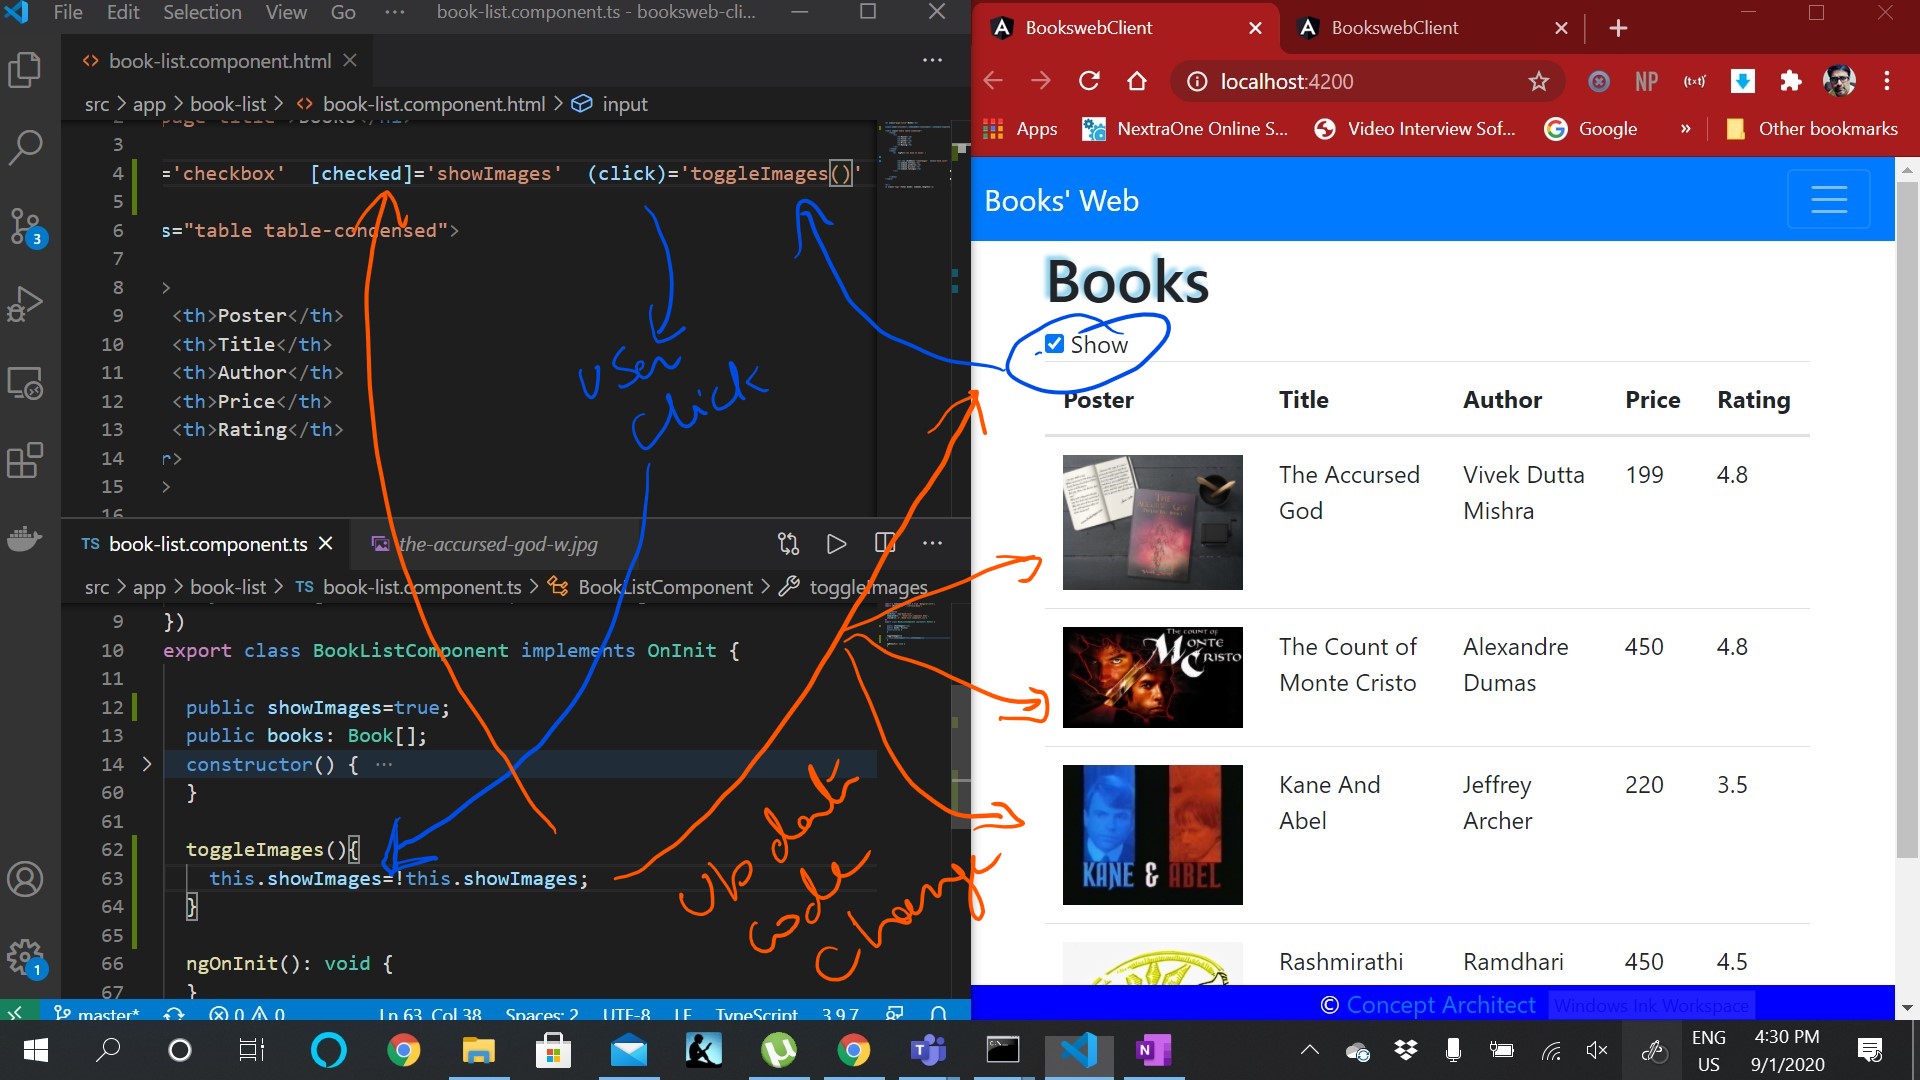 File Edit Selection View Go ··· book-list.component.ts - booksweb-cli...
book-list.component.html
src > app > book-list > book-list.component.html > input
3
4 ='checkbox' [checked]='showImages' (click)='toggleImages()'
5
6 s="table table-condensed">
7
8 >
9 <th>Poster</th>
10 <th>Title</th>
11 <th>Author</th>
12 <th>Price</th>
13 <th>Rating</th>
14 r>
15 >
16
user
click
TS book-list.component.ts the-accursed-god-w.jpg
src > app > book-list > TS book-list.component.ts > BookListComponent > toggleImages
9 })
10 export class BookListComponent implements OnInit {
11
12 public showImages=true;
13 public books: Book[];
14 constructor() { ···
60 }
61
62 toggleImages(){
63 this.showImages=!this.showImages;
64 }
65
66 ngOnInit(): void {
67 }
Update
code
change
3
1
master* 0 0 Ln 63, Col 38 Spaces: 2 UTF-8 LF TypeScript 3.9.7
BookswebClient BookswebClient
localhost:4200
NP
Apps NextraOne Online S... Video Interview Sof... Google » Other bookmarks
Books' Web
Books
Show
Poster Title Author Price Rating
The Accursed God Vivek Dutta Mishra 199 4.8
THE COUNT OF
MONTE
CRISTO
The Count of Monte Cristo Alexandre Dumas 450 4.8
KANE & ABEL
Kane And Abel Jeffrey Archer 220 3.5
Rashmirathi Ramdhari 450 4.5
© Concept Architect Windows Ink Workspace
ENG
US
4:30 PM
9/1/2020